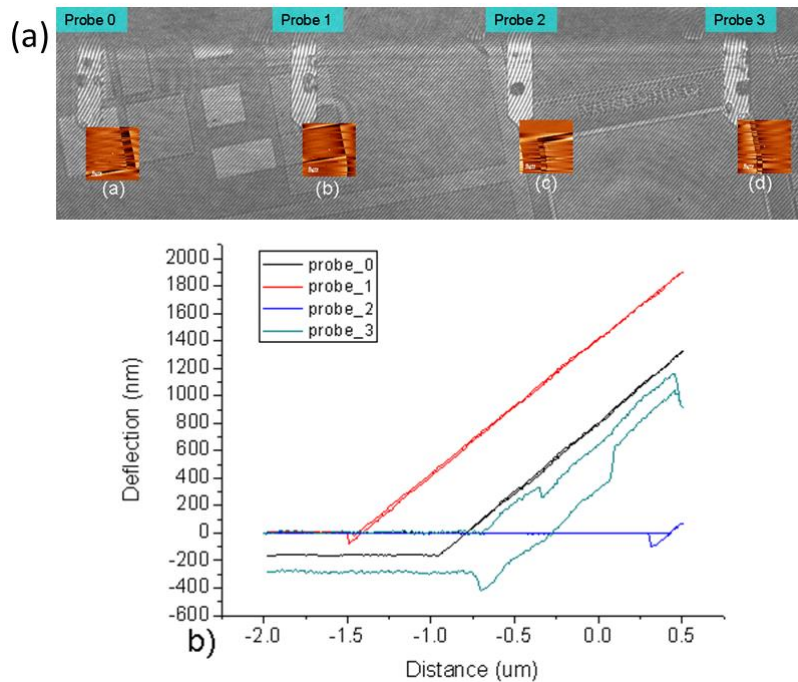 (a)
Probe 0 Probe 1 Probe 2 Probe 3
(a) (b) (c) (d)
2000
1800
1600
1400
1200
1000
800
600
400
200
0
-200
-400
-600
Deflection (nm)
probe_0
probe_1
probe_2
probe_3
-2.0 -1.5 -1.0 -0.5 0.0 0.5
b)
Distance (um)